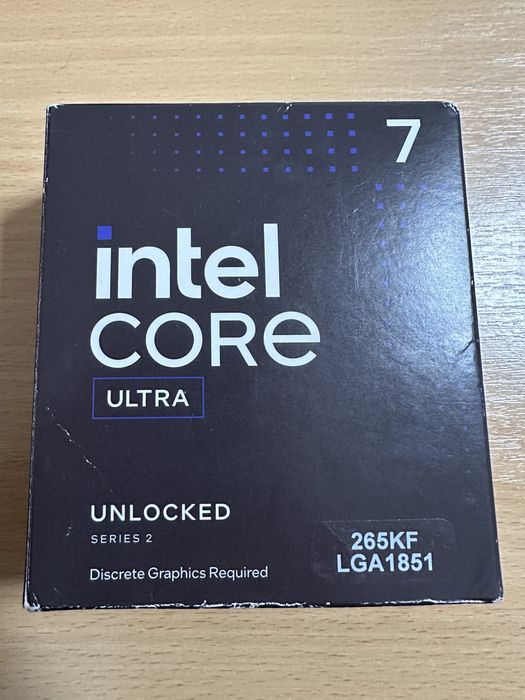 7
intel
CORE
ULTRA
UNLOCKED
SERIES 2
Discrete Graphics Required
265KF
LGA1851